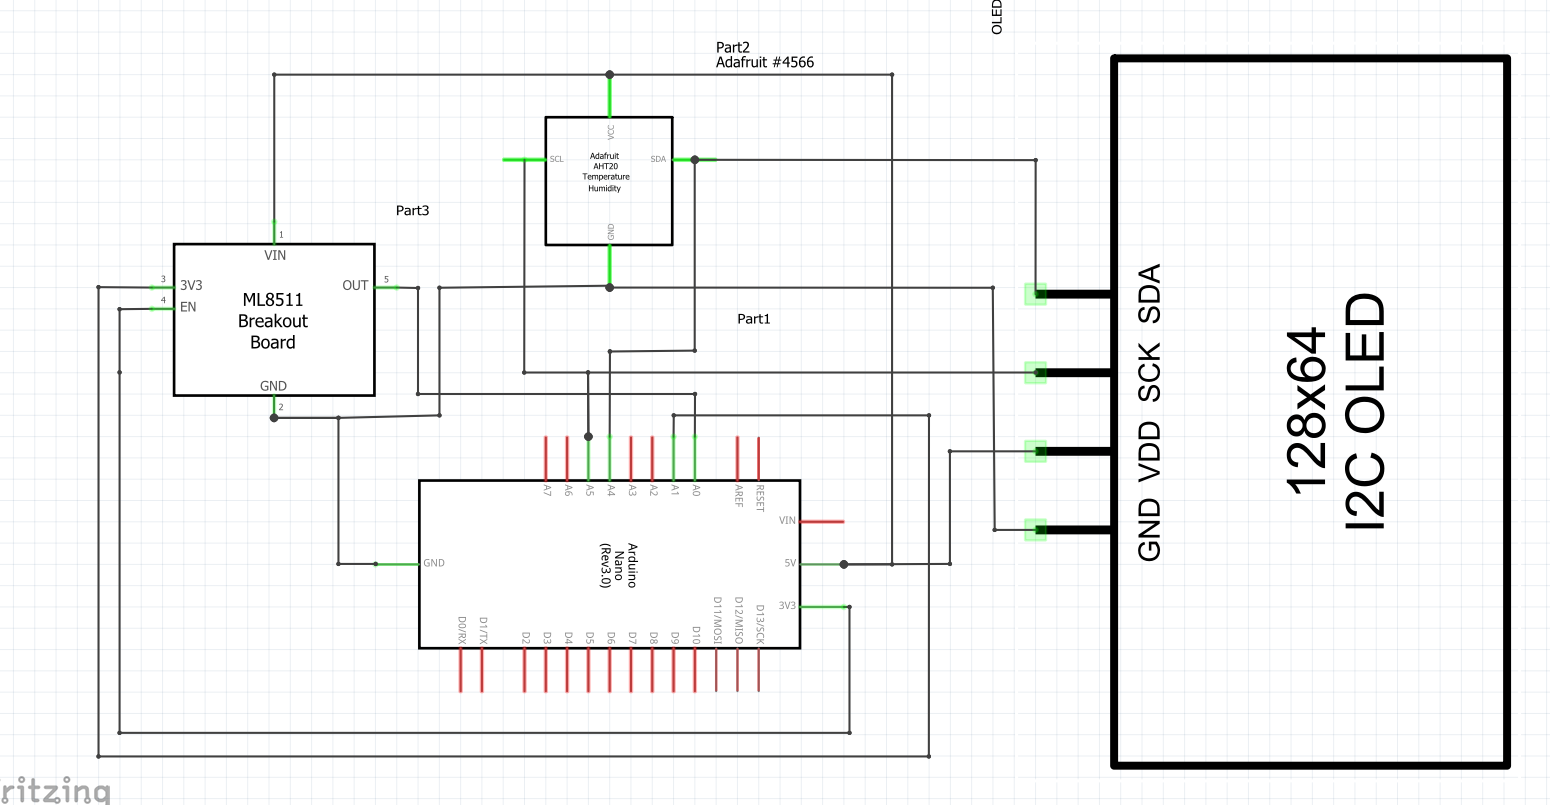 OLED
Part2
Adafruit #4566
VCC
SCL
Adafruit
AHT20
Temperature
Humidity
SDA
GND
Part3
1
VIN
3
3V3
4
EN
OUT
5
ML8511
Breakout
Board
GND
2
Part1
A7
A6
A5
A4
A3
A2
A1
A0
AREF
RESET
VIN
GND
5V
3V3
Arduino
Nano
(Rev3.0)
D0/RX
D1/TX
D2
D3
D4
D5
D6
D7
D8
D9
D10
D11/MOSI
D12/MISO
D13/SCK
SDA
SCK
VDD
GND
128x64
I2C OLED
ritzing